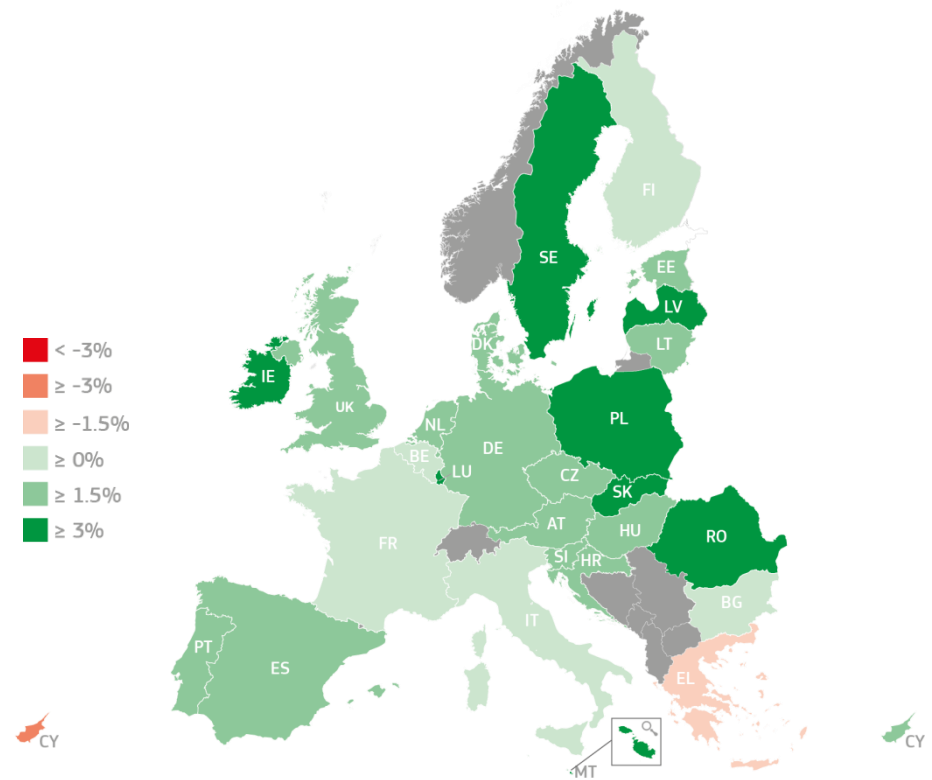 FI
SE
EE
LV
LT
DK
IE
UK
NL
PL
BE
DE
LU
CZ
SK
AT
HU
RO
FR
SI
HR
BG
IT
PT
ES
EL
CY
MT
CY
< -3%
≥ -3%
≥ -1.5%
≥ 0%
≥ 1.5%
≥ 3%